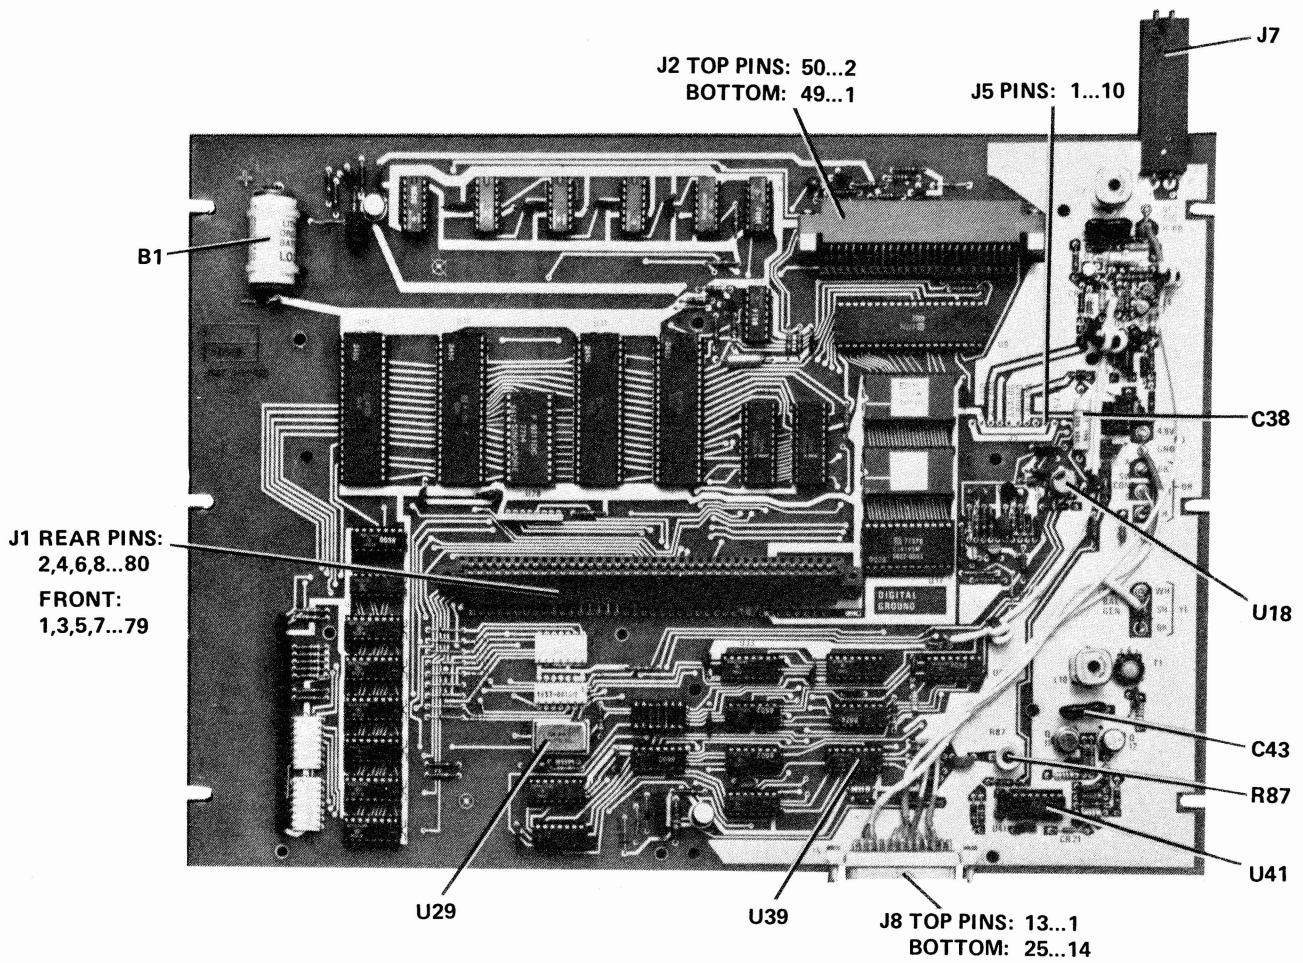 J7
J2 TOP PINS: 50...2
BOTTOM: 49...1
J5 PINS: 1...10
B1
C38
J1 REAR PINS:
2,4,6,8...80
FRONT:
1,3,5,7...79
DIGITAL
GROUND
U18
C43
R87
R87
U41
U29
U39
J8 TOP PINS: 13...1
BOTTOM: 25...14